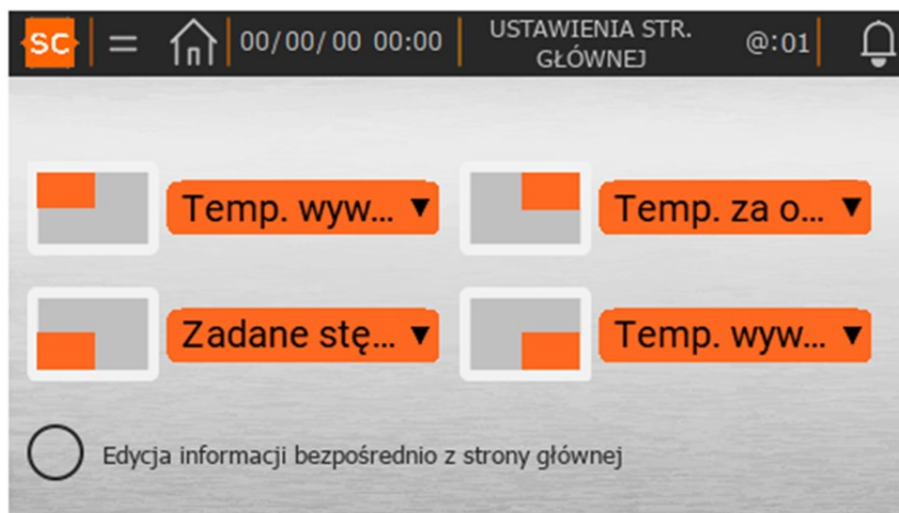 SC 00/00/00 00:00 USTAWIENIA STR. GŁÓWNEJ @:01
Temp. wyw... Temp. za o...
Zadane stę... Temp. wyw...
Edycja informacji bezpośrednio z strony głównej